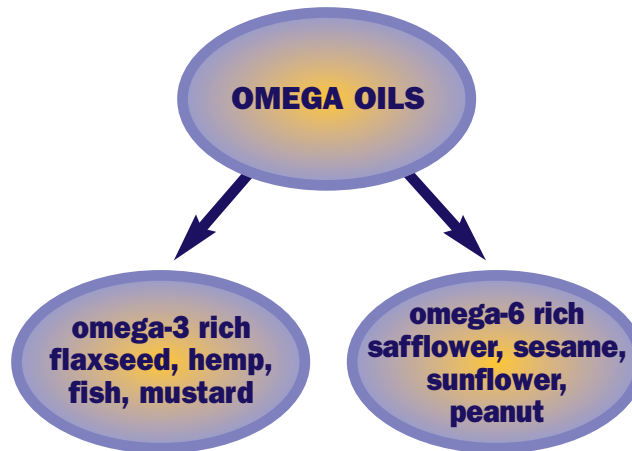 OMEGA OILS
omega-3 rich
flaxseed, hemp,
fish, mustard
omega-6 rich
safflower, sesame,
sunflower,
peanut